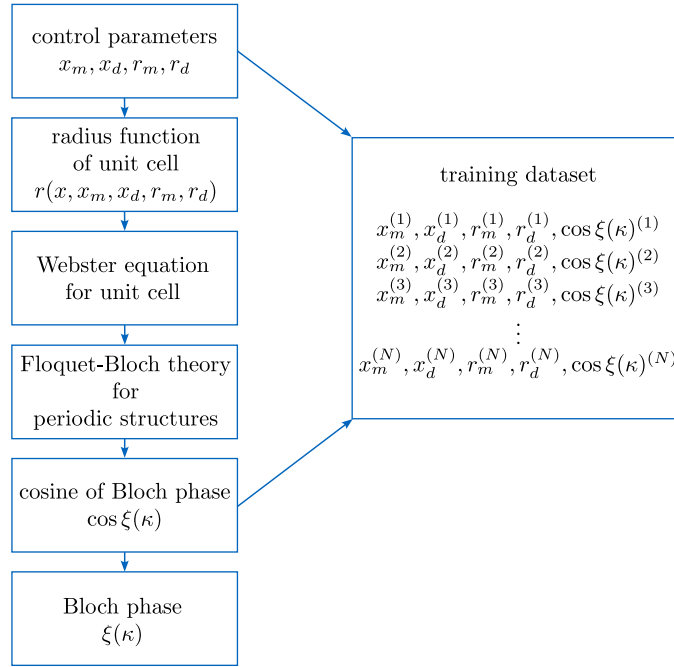 control parameters
x_m, x_d, r_m, r_d
radius function
of unit cell
r(x, x_m, x_d, r_m, r_d)
Webster equation
for unit cell
Floquet-Bloch theory
for
periodic structures
cosine of Bloch phase
cos ξ(κ)
Bloch phase
ξ(κ)
training dataset
x_m^{(1)}, x_d^{(1)}, r_m^{(1)}, r_d^{(1)}, cos ξ(κ)^{(1)}
x_m^{(2)}, x_d^{(2)}, r_m^{(2)}, r_d^{(2)}, cos ξ(κ)^{(2)}
x_m^{(3)}, x_d^{(3)}, r_m^{(3)}, r_d^{(3)}, cos ξ(κ)^{(3)}
⋮
x_m^{(N)}, x_d^{(N)}, r_m^{(N)}, r_d^{(N)}, cos ξ(κ)^{(N)}